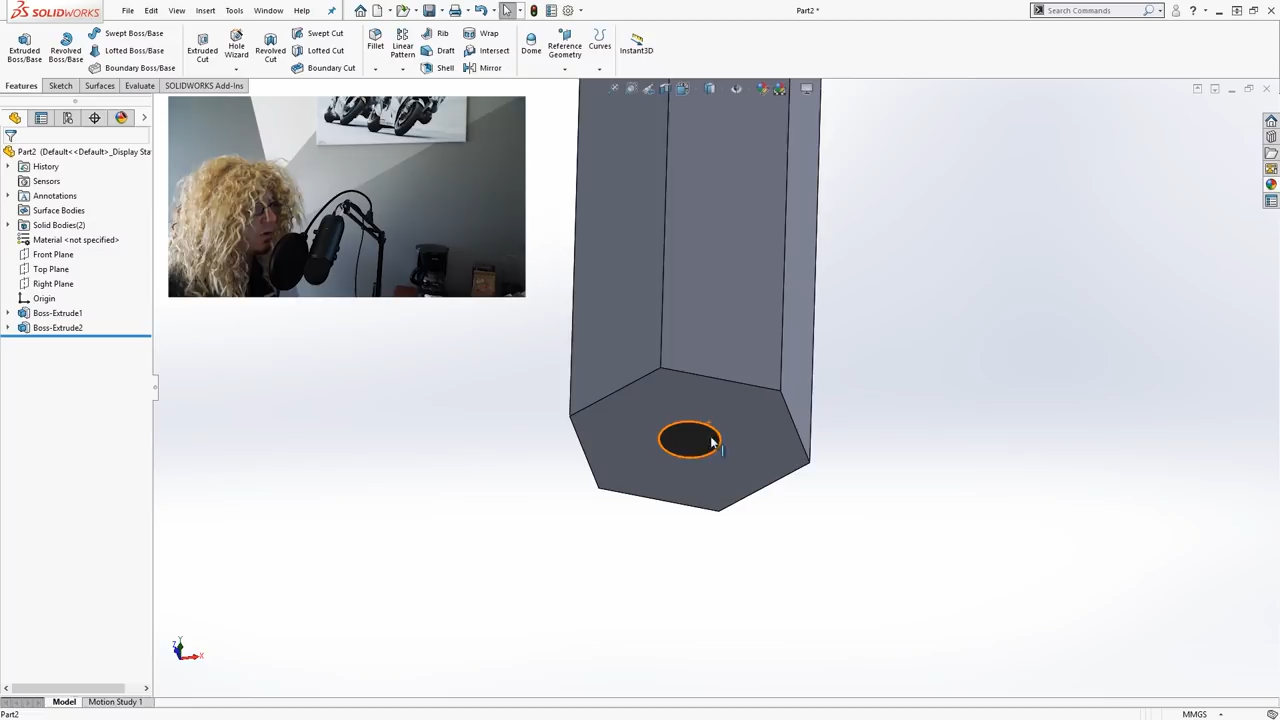 SOLIDWORKS File Edit View Insert Tools Window Help Part2 * Search Commands ?
Extruded Boss/Base
Revolved Boss/Base
Swept Boss/Base
Lofted Boss/Base
Boundary Boss/Base
Extruded Cut
Hole Wizard
Revolved Cut
Swept Cut
Lofted Cut
Boundary Cut
Fillet
Linear Pattern
Rib
Draft
Shell
Wrap
Intersect
Mirror
Dome
Reference Geometry
Curves
Instant3D
Features Sketch Surfaces Evaluate SOLIDWORKS Add-Ins
Part2 (Default<<Default>_Display Sta
History
Sensors
Annotations
Surface Bodies
Solid Bodies(2)
Material <not specified>
Front Plane
Top Plane
Right Plane
Origin
Boss-Extrude1
Boss-Extrude2
Y
Z
X
Model Motion Study 1
Part2 MMGS